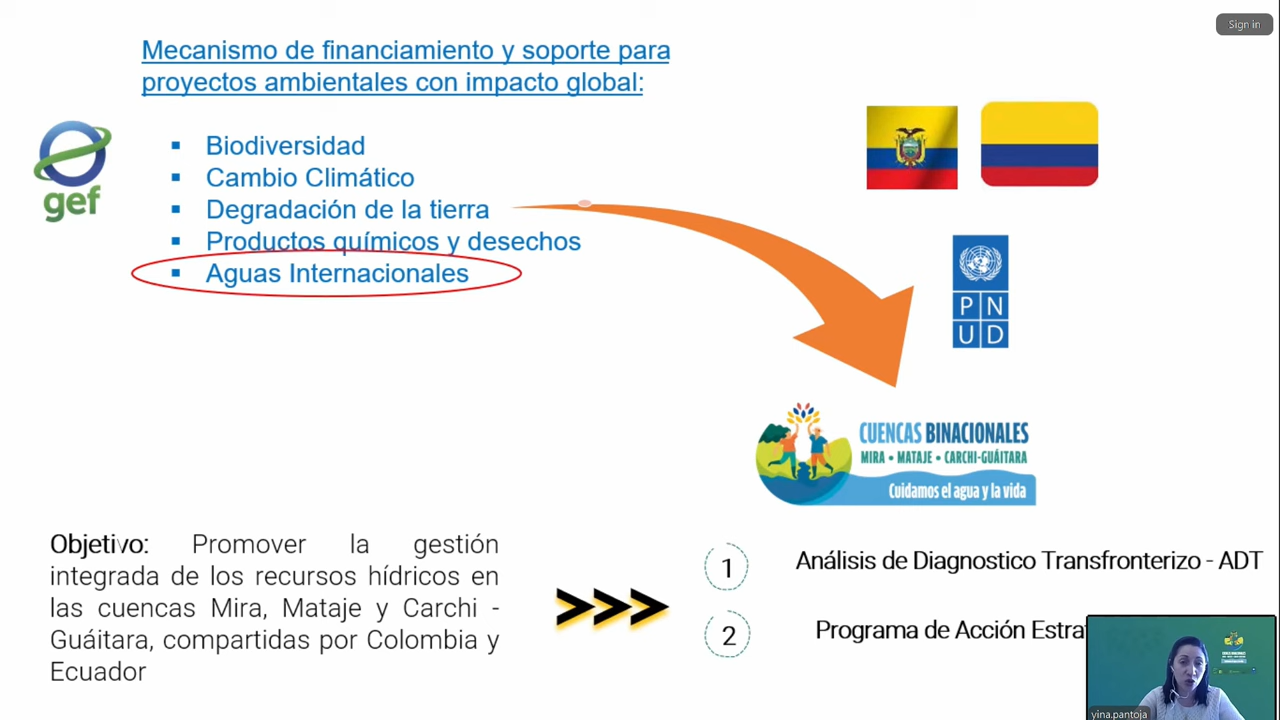 Sign in
Mecanismo de financiamiento y soporte para
proyectos ambientales con impacto global:
gef
Biodiversidad
Cambio Climático
Degradación de la tierra
Productos químicos y desechos
Aguas Internacionales
P N
U D
CUENCAS BINACIONALES
MIRA • MATAJE • CARCHI-GUÁITARA
Cuidamos el agua y la vida
Objetivo: Promover la gestión
integrada de los recursos hídricos en
las cuencas Mira, Mataje y Carchi -
Guáitara, compartidas por Colombia y
Ecuador
1 Análisis de Diagnostico Transfronterizo - ADT
2 Programa de Acción
yina.pantoja